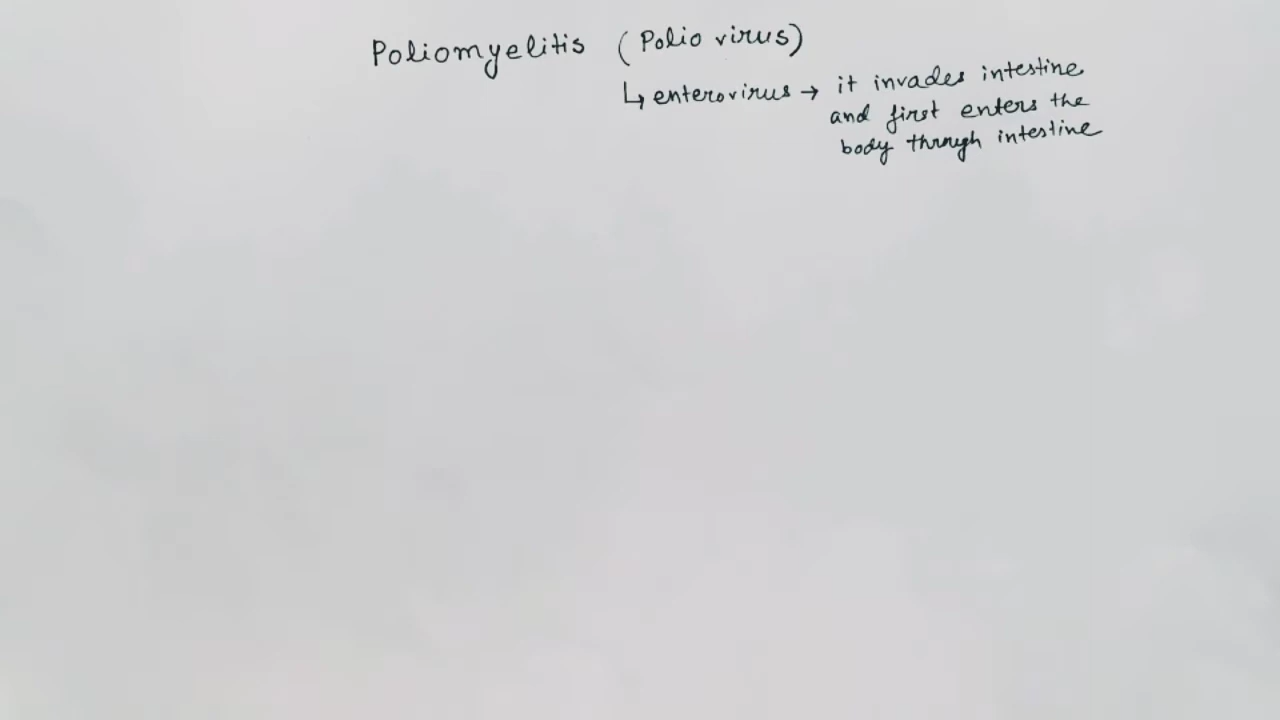 Poliomyelitis (Polio virus)
↳ enterovirus → it invades intestine
and first enters the
body through intestine